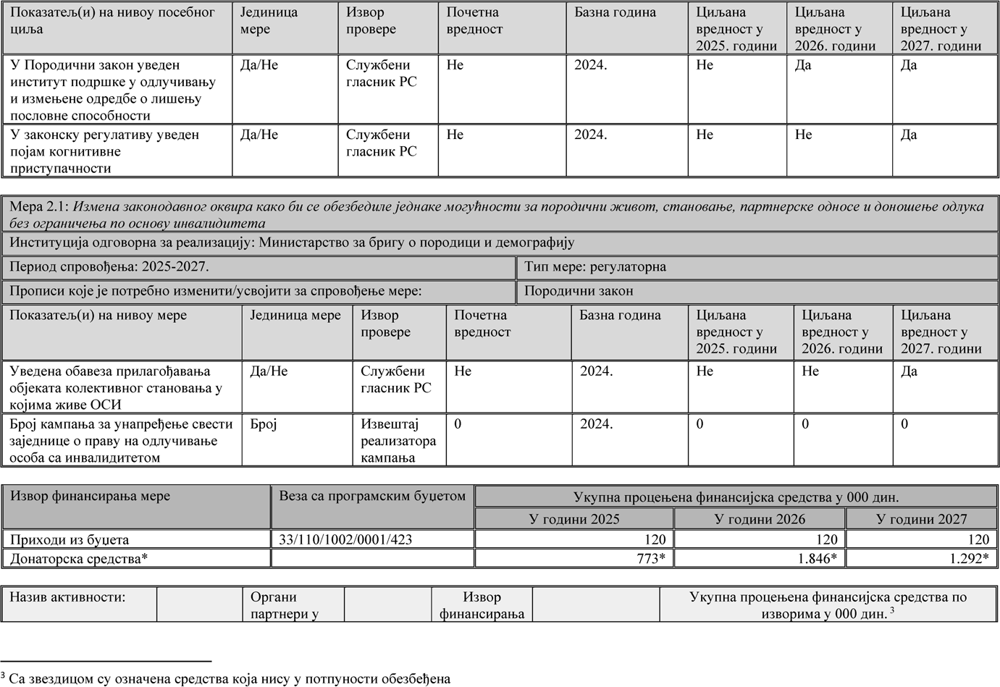 Показатељ(и) на нивоу посебног циља Јединица мере Извор провере Почетна вредност Базна година Циљана вредност у 2025. години Циљана вредност у 2026. години Циљана вредност у 2027. години
У Породични закон уведен институт подршке у одлучивању и измењене одредбе о лишењу пословне способности Да/Не Службени гласник РС Не 2024. Не Да Да
У законску регулативу уведен појам когнитивне приступачности Да/Не Службени гласник РС Не 2024. Не Не Да
Мера 2.1: Измена законодавног оквира како би се обезбедиле једнаке могућности за породични живот, становање, партнерске односе и доношење одлука
без ограничења по основу инвалидитета
Институција одговорна за реализацију: Министарство за бригу о породици и демографију
Период спровођења: 2025-2027. Тип мере: регулаторна
Прописи које је потребно изменити/усвојити за спровођење мере: Породични закон
Показатељ(и) на нивоу мере Јединица мере Извор провере Почетна вредност Базна година Циљана вредност у 2025. години Циљана вредност у 2026. години Циљана вредност у 2027. години
Уведена обавеза прилагођавања објеката колективног становања у којима живе ОСИ Да/Не Службени гласник РС Не 2024. Не Не Да
Број кампања за унапређење свести заједнице о праву на одлучивање особа са инвалидитетом Број Извештај реализатора кампања 0 2024. 0 0 0
Извор финансирања мере Веза са програмским буџетом Укупна процењена финансијска средства у 000 дин.
У години 2025 У години 2026 У години 2027
Приходи из буџета 33/110/1002/0001/423 120 120 120
Донаторска средства* 773* 1.846* 1.292*
Назив активности: Органи партнери у Извор финансирања Укупна процењена финансијска средства по изворима у 000 дин. 3
3 Са звездицом су означена средства која нису у потпуности обезбеђена